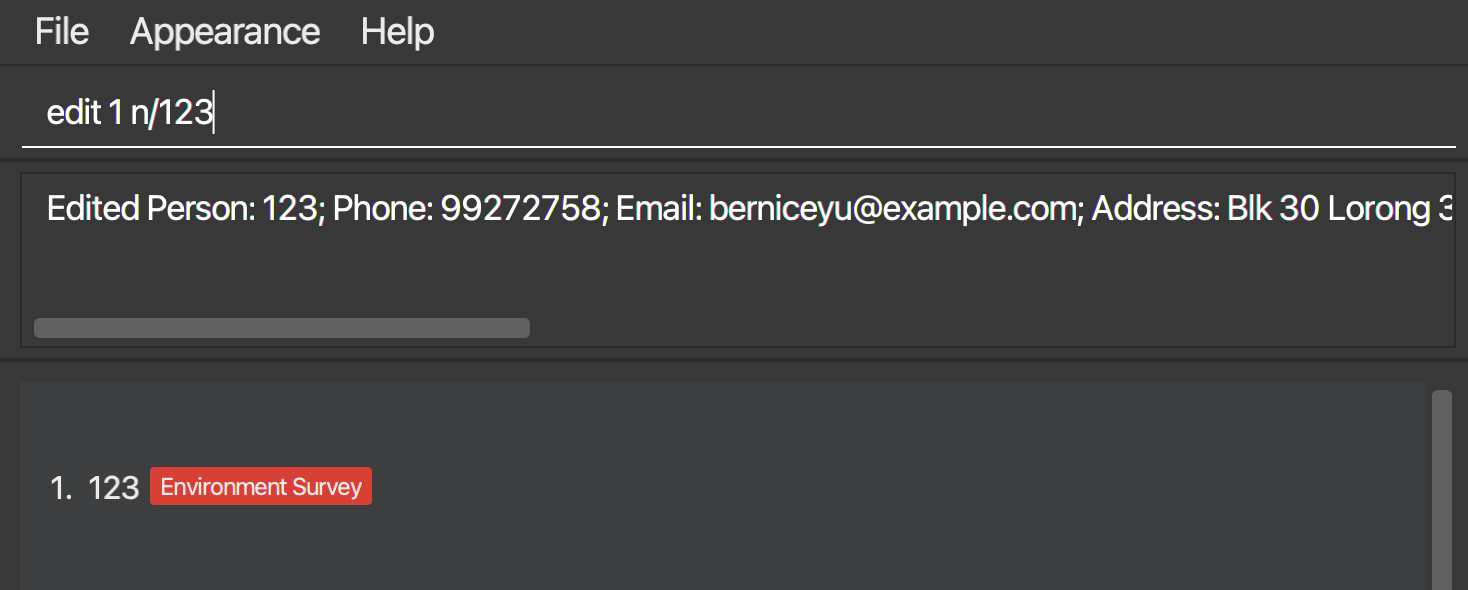 File Appearance Help
edit 1 n/123
Edited Person: 123; Phone: 99272758; Email: berniceyu@example.com; Address: Blk 30 Lorong 3
1. 123 Environment Survey